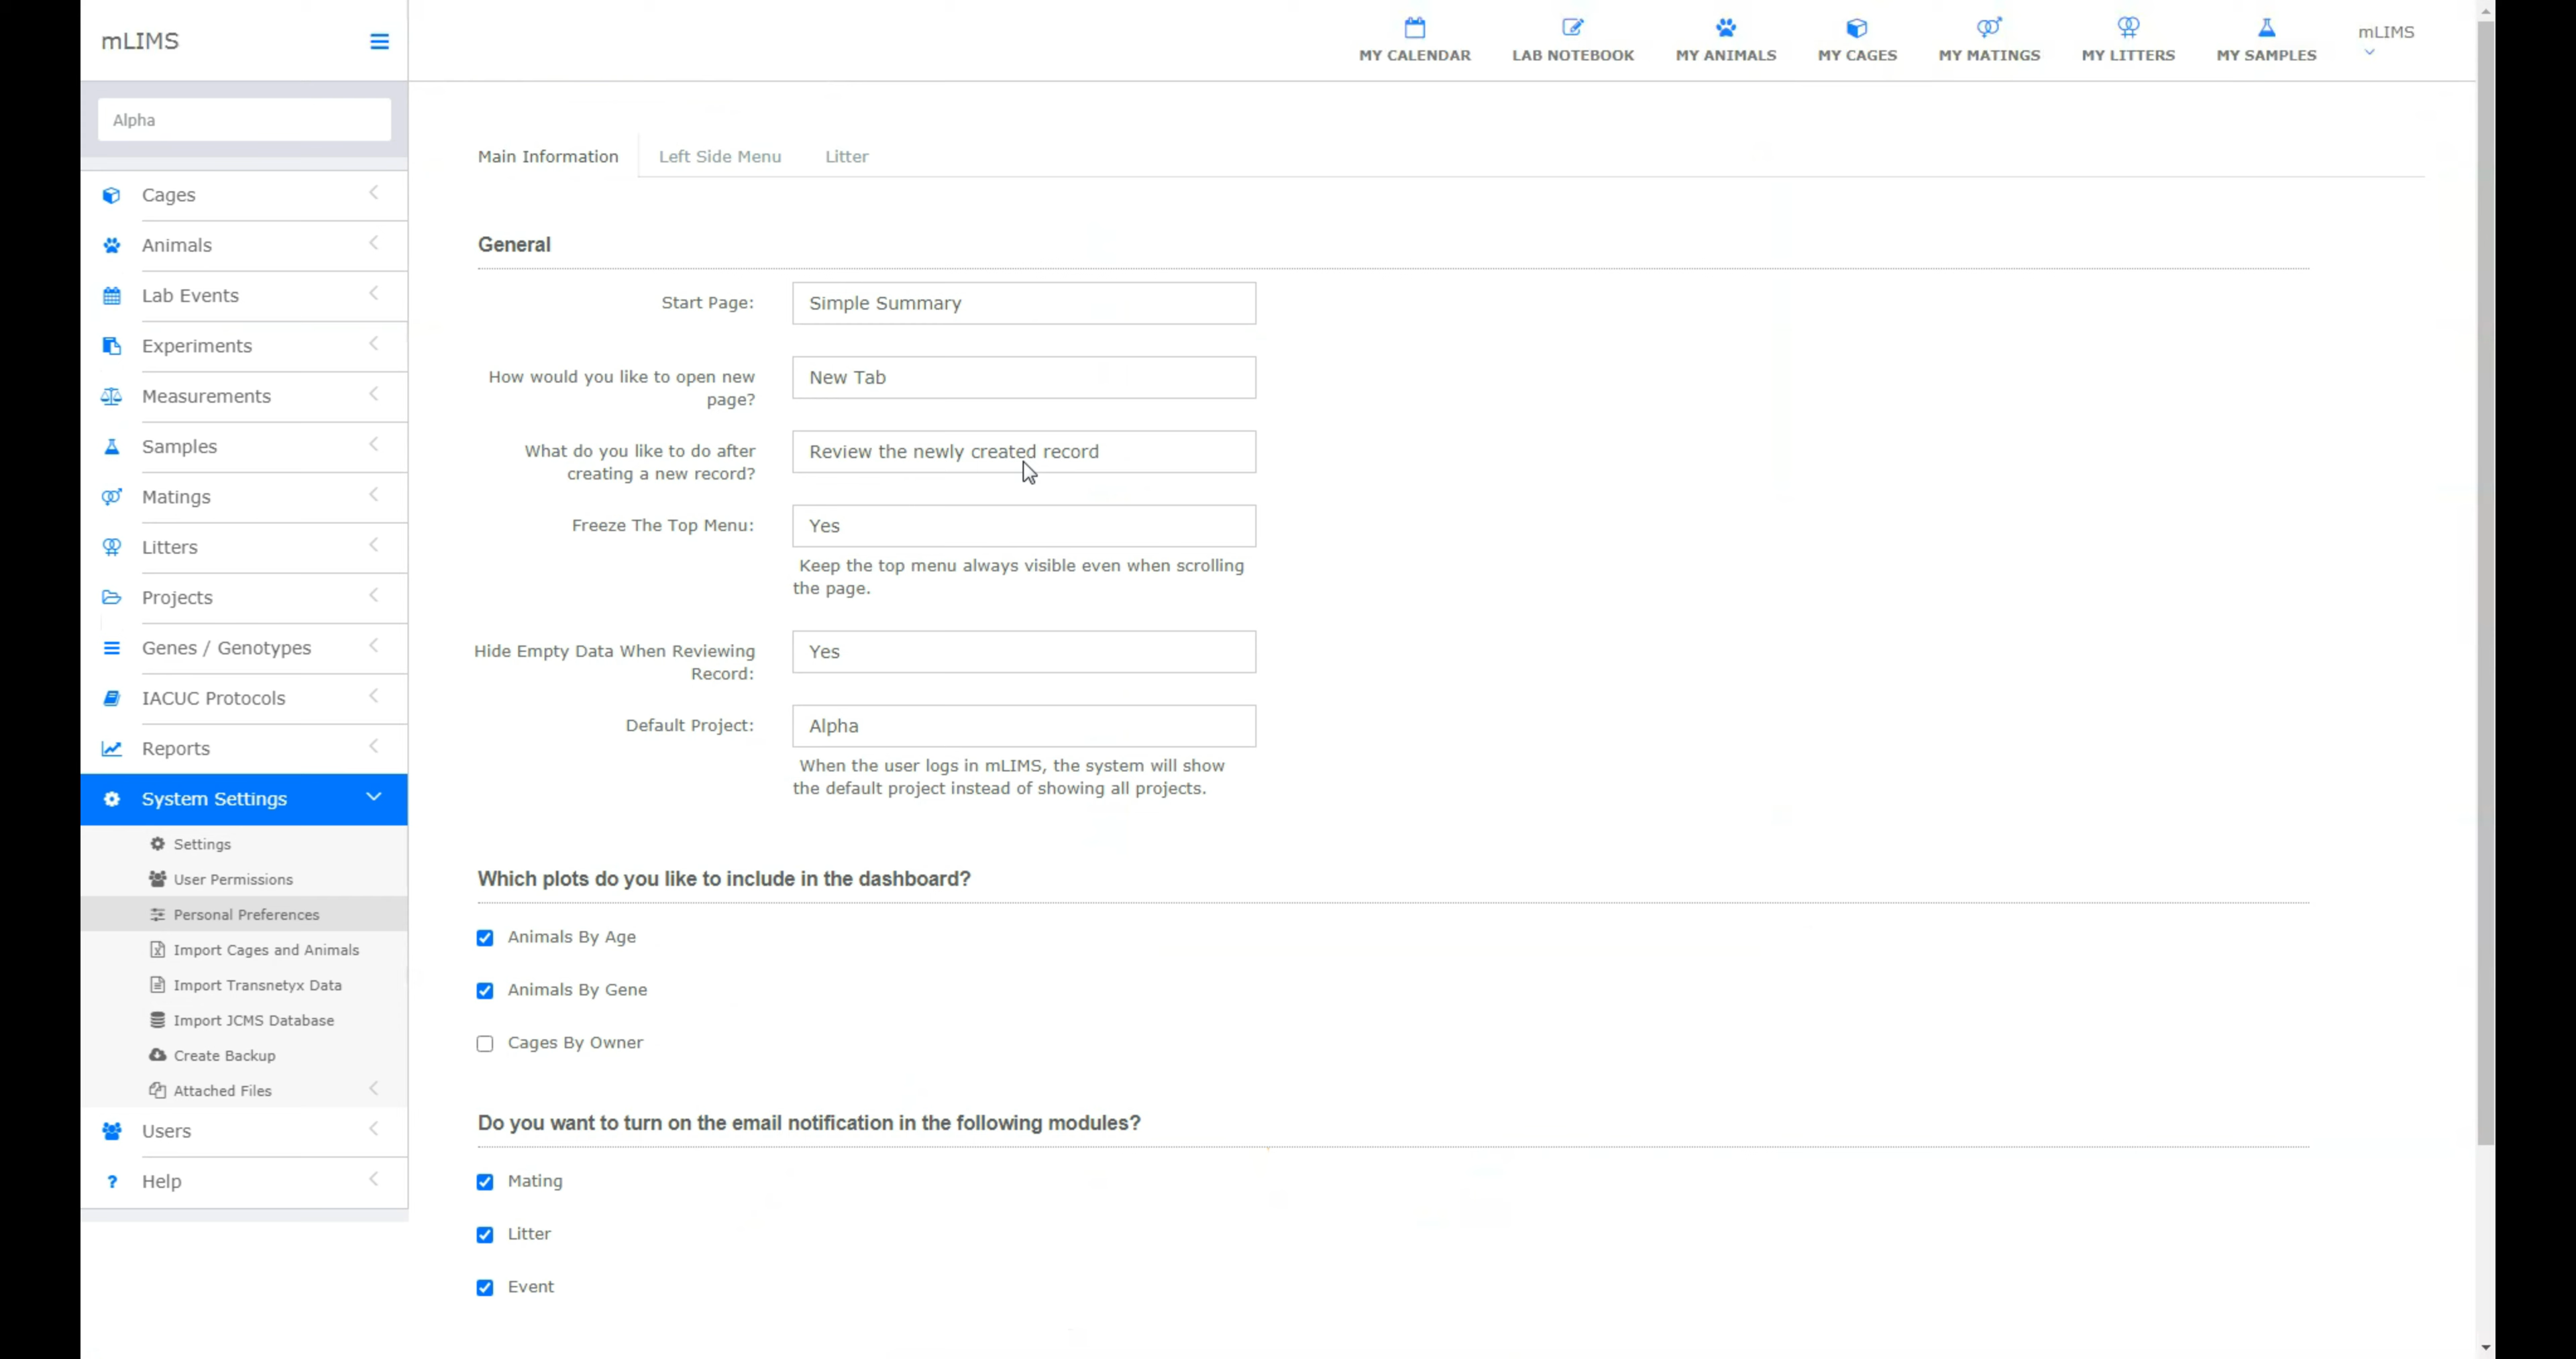 mLIMS
MY CALENDAR
LAB NOTEBOOK
MY ANIMALS
MY CAGES
MY MATINGS
MY LITTERS
MY SAMPLES
mLIMS
Alpha
Cages
Animals
Lab Events
Experiments
Measurements
Samples
Matings
Litters
Projects
Genes / Genotypes
IACUC Protocols
Reports
System Settings
Settings
User Permissions
Personal Preferences
Import Cages and Animals
Import Transnetyx Data
Import JCMS Database
Create Backup
Attached Files
Users
? Help
Main Information
Left Side Menu
Litter
General
Start Page:
Simple Summary
How would you like to open new
page?
New Tab
What do you like to do after
creating a new record?
Review the newly created record
Freeze The Top Menu:
Yes
Keep the top menu always visible even when scrolling
the page.
Hide Empty Data When Reviewing
Record:
Yes
Default Project:
Alpha
When the user logs in mLIMS, the system will show
the default project instead of showing all projects.
Which plots do you like to include in the dashboard?
Animals By Age
Animals By Gene
Cages By Owner
Do you want to turn on the email notification in the following modules?
Mating
Litter
Event